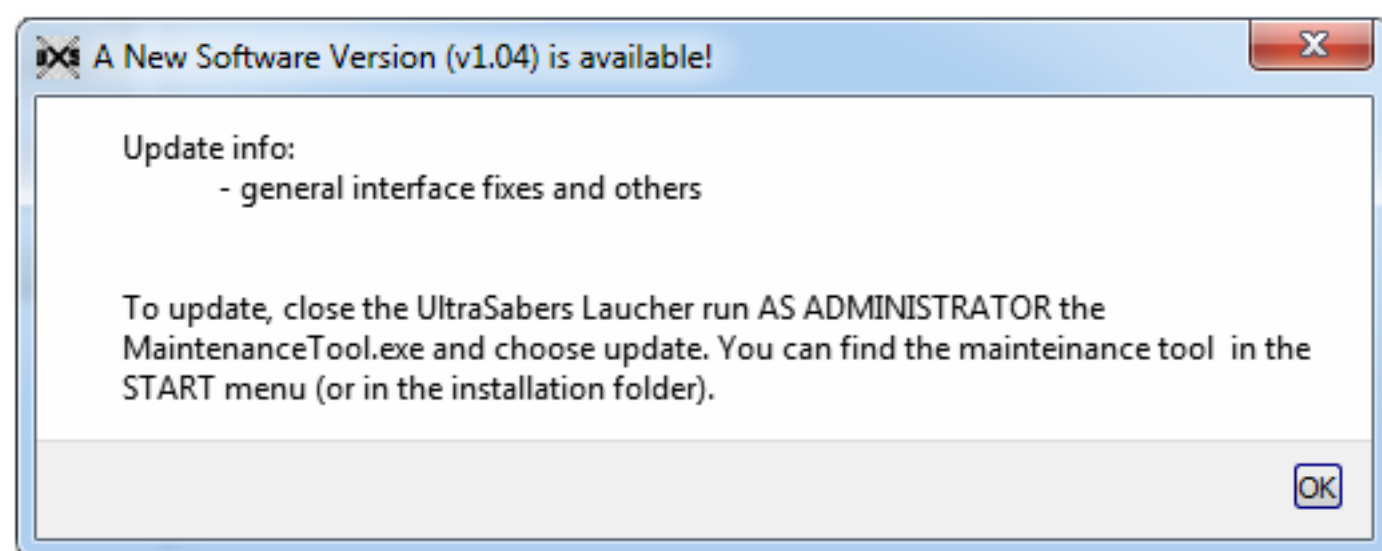 A New Software Version (v1.04) is available!
Update info:
- general interface fixes and others
To update, close the UltraSabers Laucher run AS ADMINISTRATOR the
MaintenanceTool.exe and choose update. You can find the mainteinance tool in the
START menu (or in the installation folder).
OK